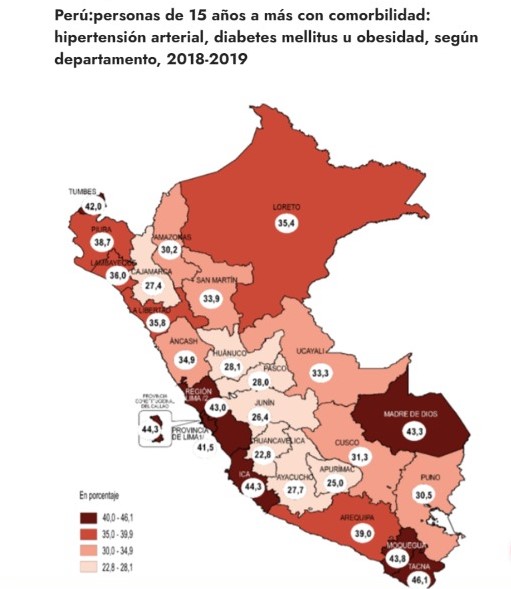 Perú:personas de 15 años a más con comorbilidad:
hipertensión arterial, diabetes mellitus u obesidad, según
departamento, 2018-2019
TUMBES
42,0
PIURA
38,7
LAMBAYEQUE
36,0
AMAZONAS
30,2
CAJAMARCA
27,4
LORETO
35,4
SAN MARTÍN
33,9
LA LIBERTAD
35,8
ÁNCASH
34,9
HUÁNUCO
28,1
UCAYALI
33,3
PASCO
28,0
REGIÓN
LIMA /2
43,0
JUNÍN
26,4
PROVINCIA
CONSTITUCIONAL
DEL CALLAO
44,3
PROVINCIA
DE LIMA1/
41,5
MADRE DE DIOS
43,3
HUANCAVELICA
22,8
CUSCO
31,3
ICA
44,3
AYACUCHO
27,7
APURÍMAC
25,0
PUNO
30,5
AREQUIPA
39,0
MOQUEGUA
43,8
TACNA
46,1
En porcentaje
40,0 - 46,1
35,0 - 39,9
30,0 - 34,9
22,8 - 28,1